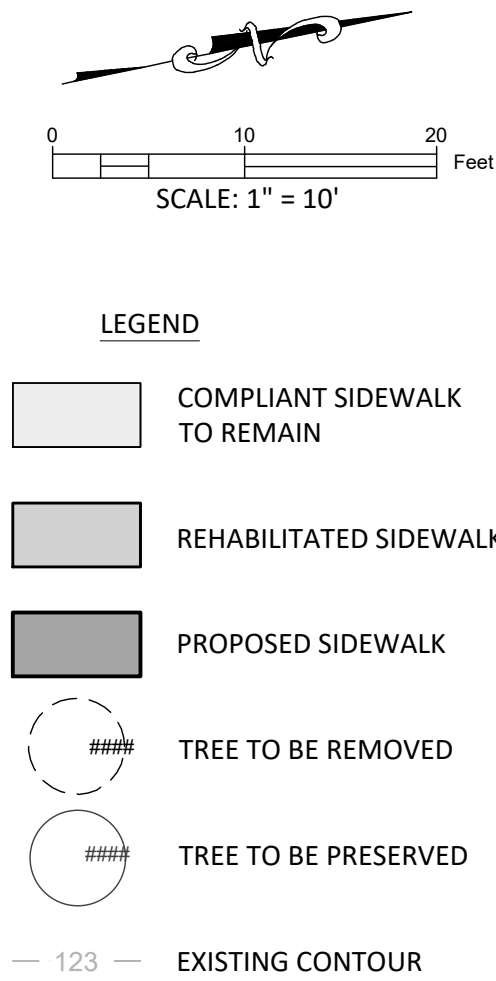 N
0 10 20
Feet
SCALE: 1" = 10'
LEGEND
COMPLIANT SIDEWALK
TO REMAIN
REHABILITATED SIDEWALK
PROPOSED SIDEWALK
#### TREE TO BE REMOVED
#### TREE TO BE PRESERVED
— 123 — EXISTING CONTOUR